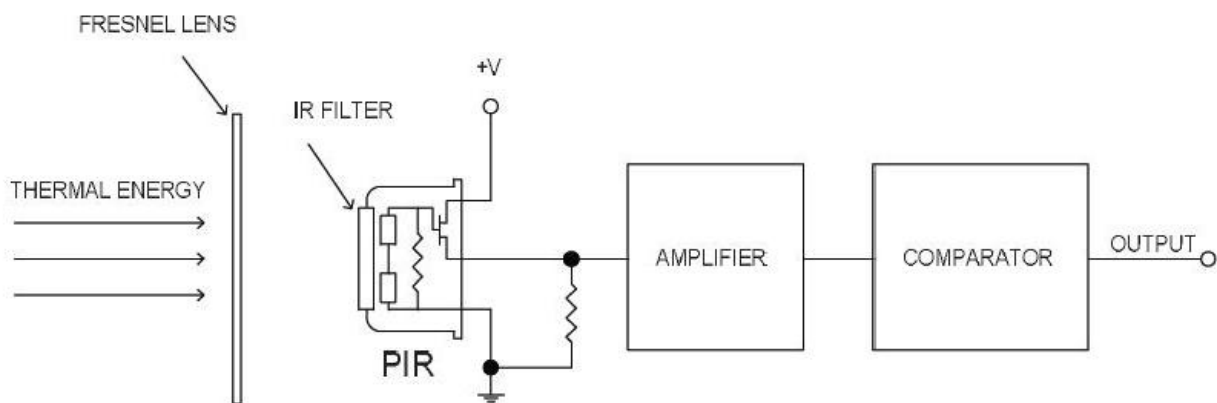 FRESNEL LENS
+V
IR FILTER
THERMAL ENERGY
AMPLIFIER
COMPARATOR
OUTPUT
PIR